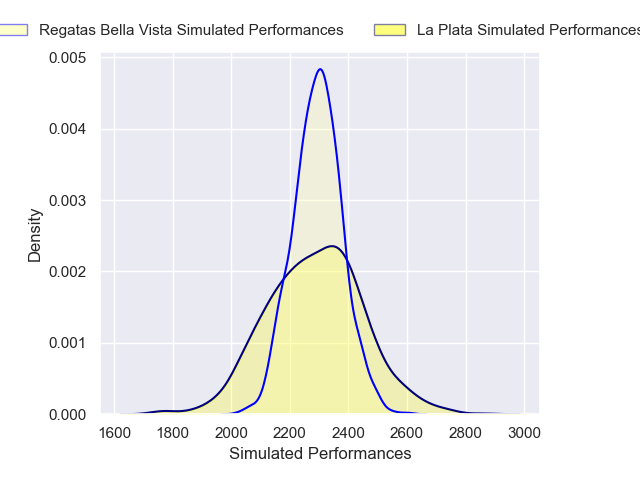 Regatas Bella Vista Simulated Performances   La Plata Simulated Performances
0.005
0.004
0.003
0.002
0.001
0.000
Density
1600 1800 2000 2200 2400 2600 2800 3000
Simulated Performances